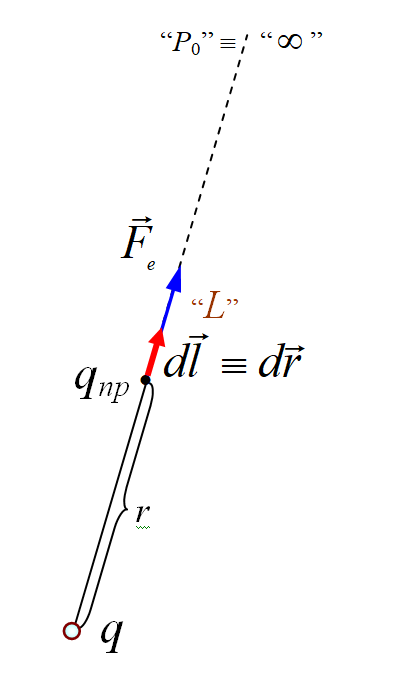 “P₀” ≡ “∞”
F⃗ₑ
“L”
dl⃗ ≡ dr⃗
qₙₚ
r
q